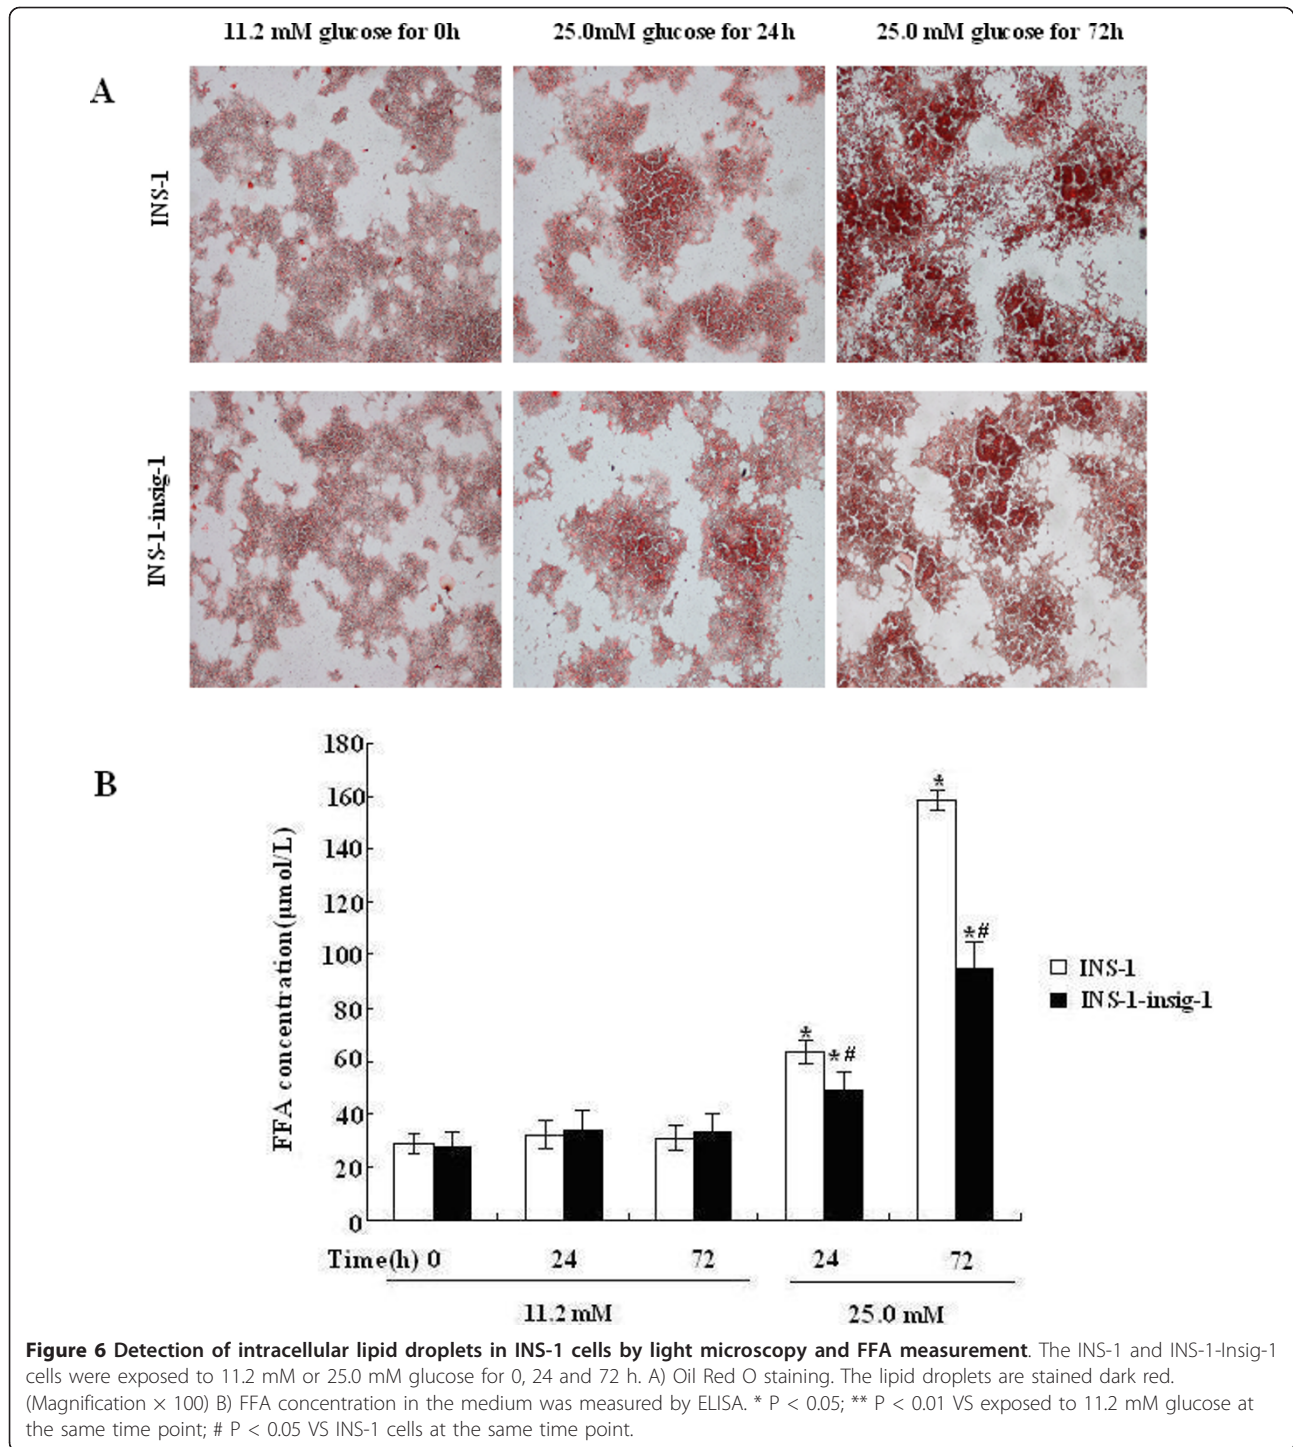 11.2 mM glucose for 0h 25.0mM glucose for 24h 25.0 mM glucose for 72h
A
INS-1
INS-1-insig-1
B
FFA concentration(μmol/L)
180
160
140
120
100
80
60
40
20
0
*
*#
*
*#
INS-1
INS-1-insig-1
Time(h) 0 24 72 24 72
11.2 mM 25.0 mM
Figure 6 Detection of intracellular lipid droplets in INS-1 cells by light microscopy and FFA measurement. The INS-1 and INS-1-Insig-1
cells were exposed to 11.2 mM or 25.0 mM glucose for 0, 24 and 72 h. A) Oil Red O staining. The lipid droplets are stained dark red.
(Magnification × 100) B) FFA concentration in the medium was measured by ELISA. * P < 0.05; ** P < 0.01 VS exposed to 11.2 mM glucose at
the same time point; # P < 0.05 VS INS-1 cells at the same time point.